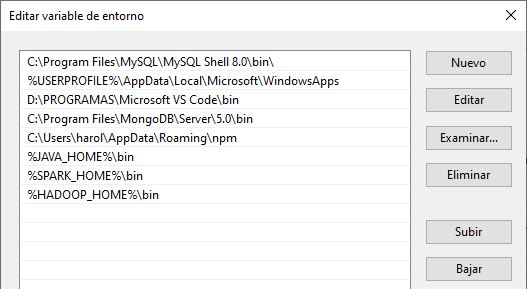 Editar variable de entorno
C:\Program Files\MySQL\MySQL Shell 8.0\bin\
%USERPROFILE%\AppData\Local\Microsoft\WindowsApps
D:\PROGRAMAS\Microsoft VS Code\bin
C:\Program Files\MongoDB\Server\5.0\bin
C:\Users\harol\AppData\Roaming\npm
%JAVA_HOME%\bin
%SPARK_HOME%\bin
%HADOOP_HOME%\bin
Nuevo
Editar
Examinar...
Eliminar
Subir
Bajar